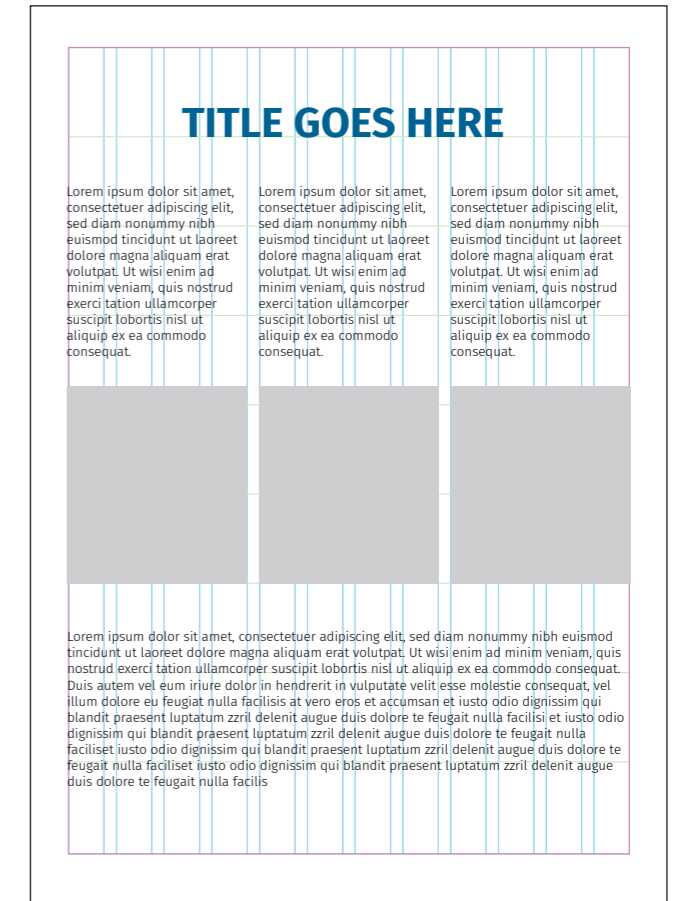 TITLE GOES HERE
Lorem ipsum dolor sit amet,
consectetuer adipiscing elit,
sed diam nonummy nibh
euismod tincidunt ut laoreet
dolore magna aliquam erat
volutpat. Ut wisi enim ad
minim veniam, quis nostrud
exerci tation ullamcorper
suscipit lobortis nisl ut
aliquip ex ea commodo
consequat.
Lorem ipsum dolor sit amet,
consectetuer adipiscing elit,
sed diam nonummy nibh
euismod tincidunt ut laoreet
dolore magna aliquam erat
volutpat. Ut wisi enim ad
minim veniam, quis nostrud
exerci tation ullamcorper
suscipit lobortis nisl ut
aliquip ex ea commodo
consequat.
Lorem ipsum dolor sit amet,
consectetuer adipiscing elit,
sed diam nonummy nibh
euismod tincidunt ut laoreet
dolore magna aliquam erat
volutpat. Ut wisi enim ad
minim veniam, quis nostrud
exerci tation ullamcorper
suscipit lobortis nisl ut
aliquip ex ea commodo
consequat.
Lorem ipsum dolor sit amet, consectetuer adipiscing elit, sed diam nonummy nibh euismod
tincidunt ut laoreet dolore magna aliquam erat volutpat. Ut wisi enim ad minim veniam, quis
nostrud exerci tation ullamcorper suscipit lobortis nisl ut aliquip ex ea commodo consequat.
Duis autem vel eum iriure dolor in hendrerit in vulputate velit esse molestie consequat, vel
illum dolore eu feugiat nulla facilisis at vero eros et accumsan et iusto odio dignissim qui
blandit praesent luptatum zzril delenit augue duis dolore te feugait nulla facilisi et iusto odio
dignissim qui blandit praesent luptatum zzril delenit augue duis dolore te feugait nulla
faciliset iusto odio dignissim qui blandit praesent luptatum zzril delenit augue duis dolore te
feugait nulla faciliset iusto odio dignissim qui blandit praesent luptatum zzril delenit augue
duis dolore te feugait nulla facilis